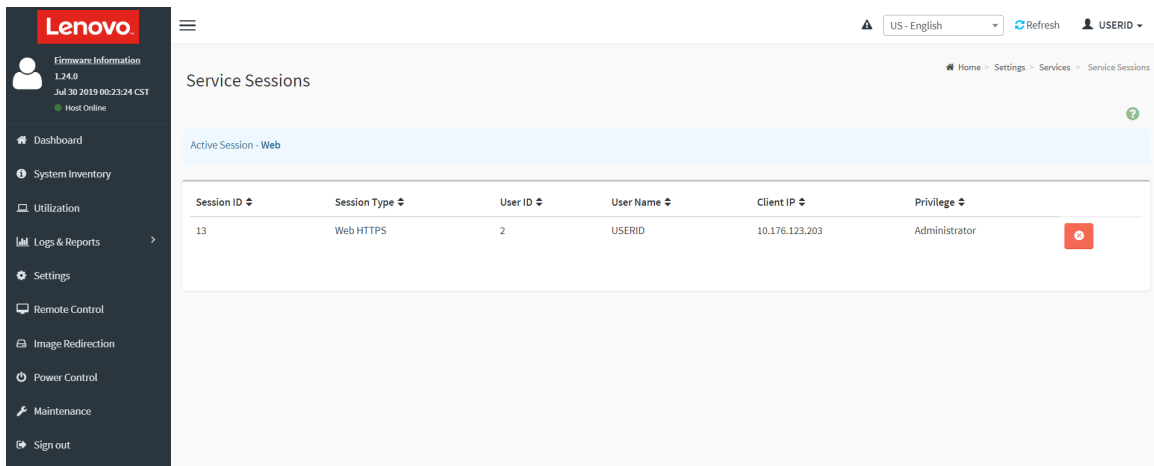 Lenovo
US - English
Refresh
USERID
Firmware Information
1.24.0
Jul 30 2019 00:23:24 CST
Host Online
Service Sessions
Home > Settings > Services > Service Sessions
Dashboard
System Inventory
Utilization
Logs & Reports
Settings
Remote Control
Image Redirection
Power Control
Maintenance
Sign out
Active Session - Web
Session ID Session Type User ID User Name Client IP Privilege
13 Web HTTPS 2 USERID 10.176.123.203 Administrator